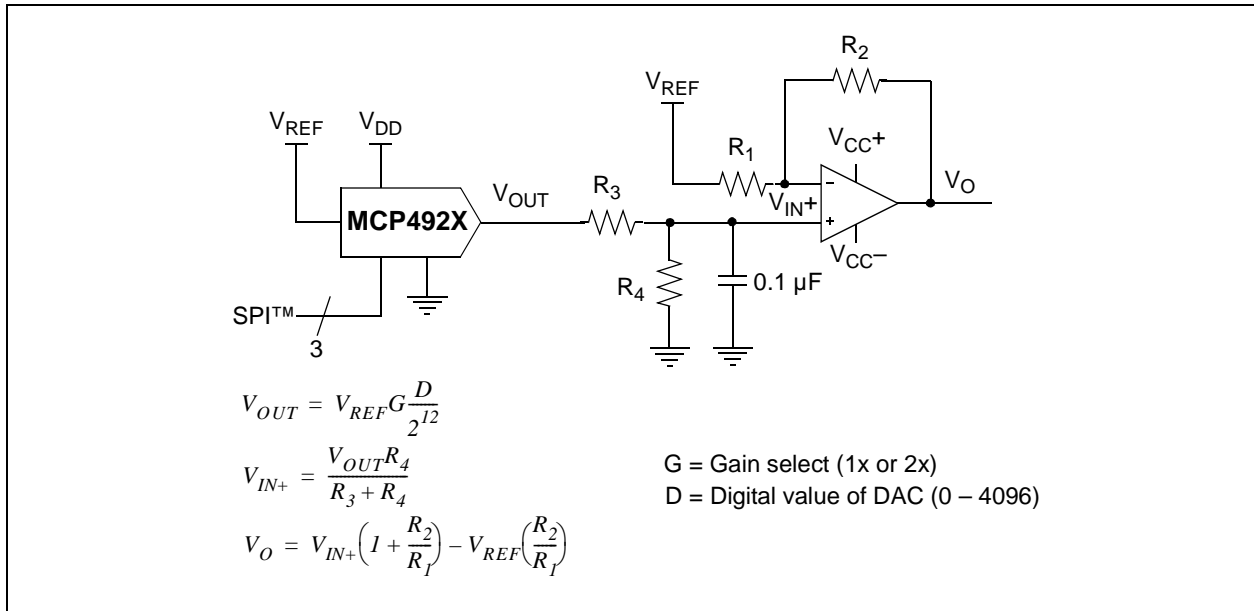 R2
VREF
VREF
VDD
R1
VCC+
VO
MCP492X
VOUT
R3
VIN+
−
+
VCC–
R4
0.1 µF
SPI™
3
VOUT = VREF G D/2^12
VIN+ = VOUT R4/(R3 + R4)
G = Gain select (1x or 2x)
D = Digital value of DAC (0 – 4096)
VO = VIN+(1 + R2/R1) – VREF(R2/R1)